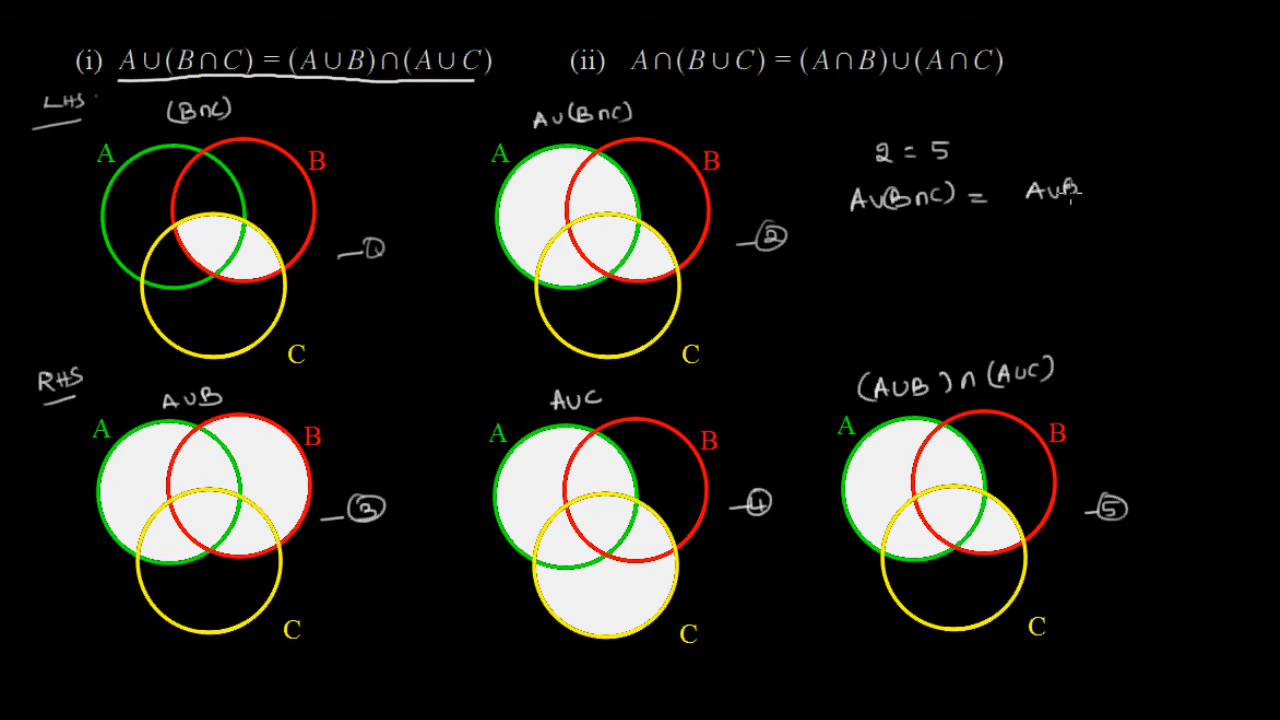 (i) A∪(B∩C) = (A∪B)∩(A∪C) (ii) A∩(B∪C) = (A∩B)∪(A∩C)
LHS
(B∩C)
A B C
— ①
A∪(B∩C)
A B C
— ②
2 = 5
A∪(B∩C) = A∪B
RHS
A∪B
A B C
— ③
A∪C
A B C
— ④
(A∪B)∩(A∪C)
A B C
— ⑤